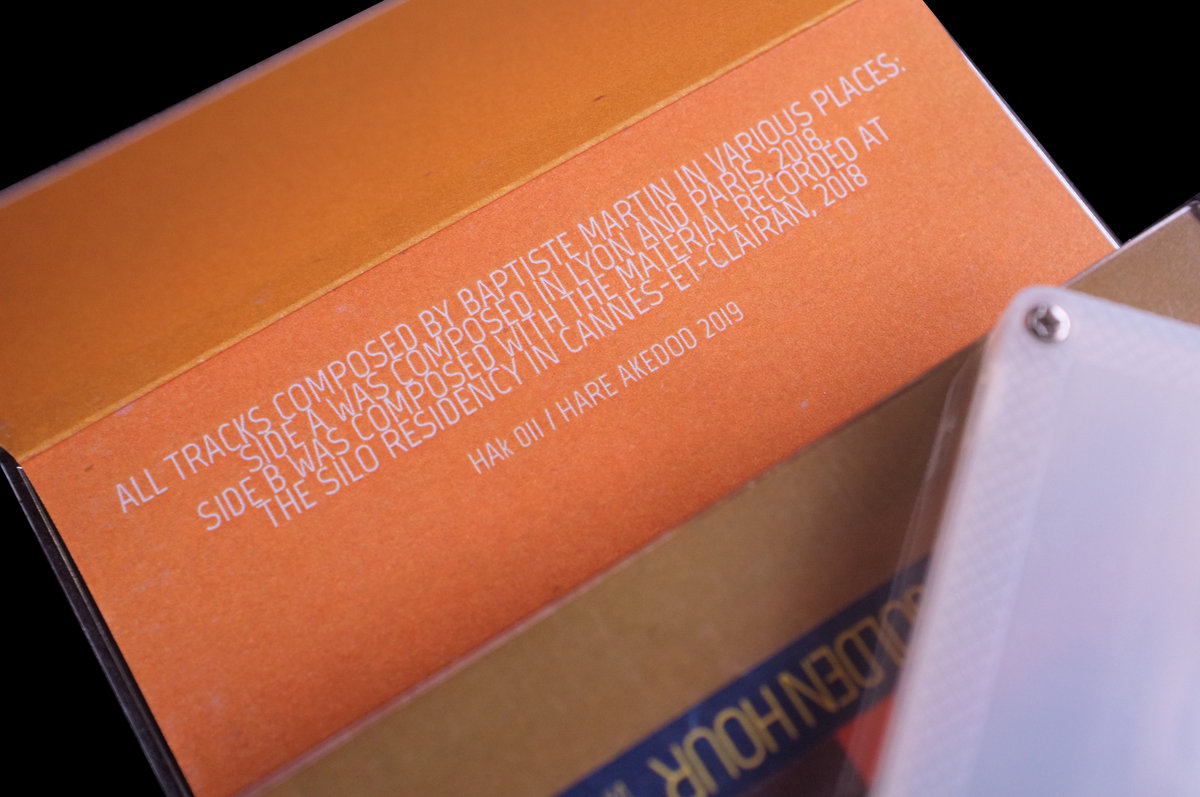 ALL TRACKS COMPOSED BY BAPTISTE MARTIN IN VARIOUS PLACES:
SIDE A WAS COMPOSED IN LYON AND PARIS, 2018.
SIDE B WAS COMPOSED WITH THE MATERIAL RECORDED AT
THE SILO RESIDENCY IN CANNES-ET-CLAIRAN, 2018
HAK 011 / HARE AKEDOD 2019
GOLDEN HOUR